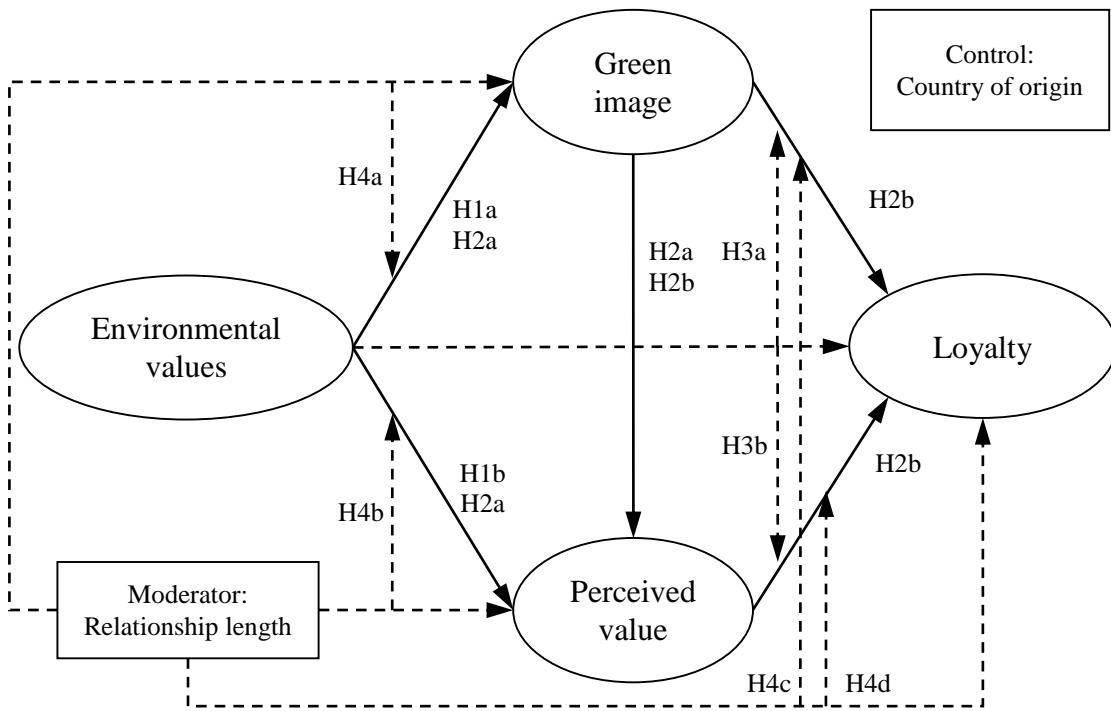 Green
image
Control:
Country of origin
H4a
H1a
H2a
H2b
H2a
H2b
H3a
Environmental
values
Loyalty
H3b
H2b
H1b
H2a
H4b
Moderator:
Relationship length
Perceived
value
H4c
H4d